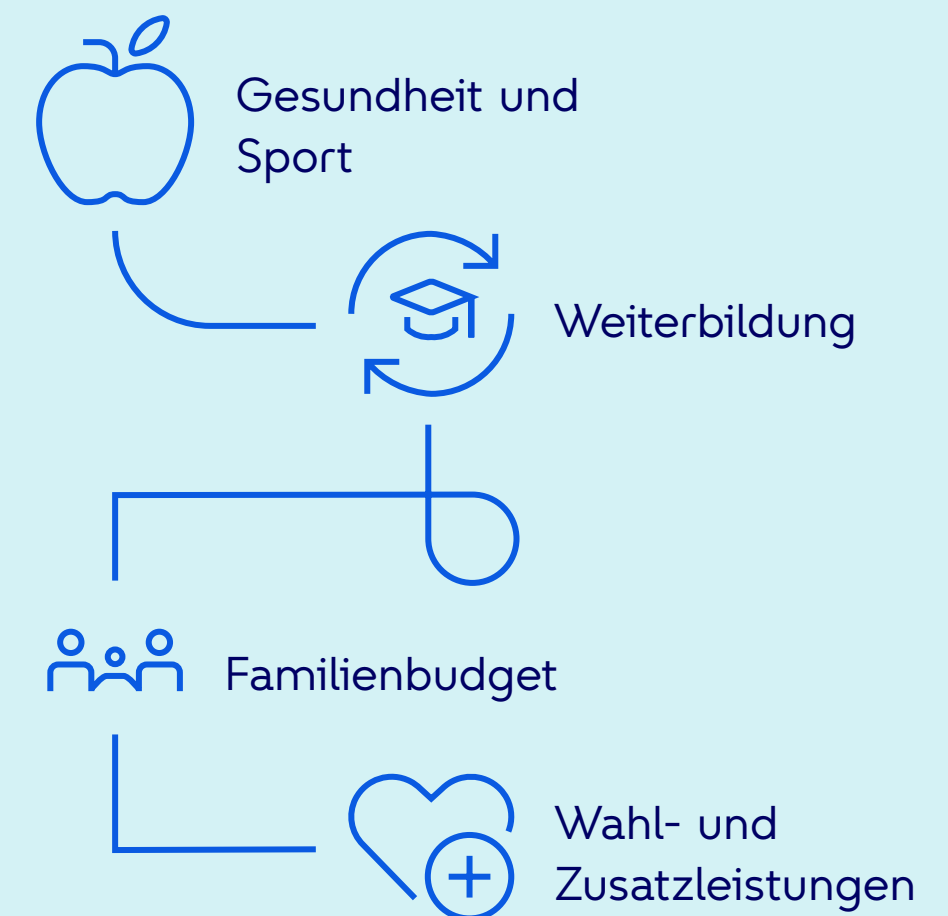 Gesundheit und
Sport
Weiterbildung
Familienbudget
Wahl- und
Zusatzleistungen